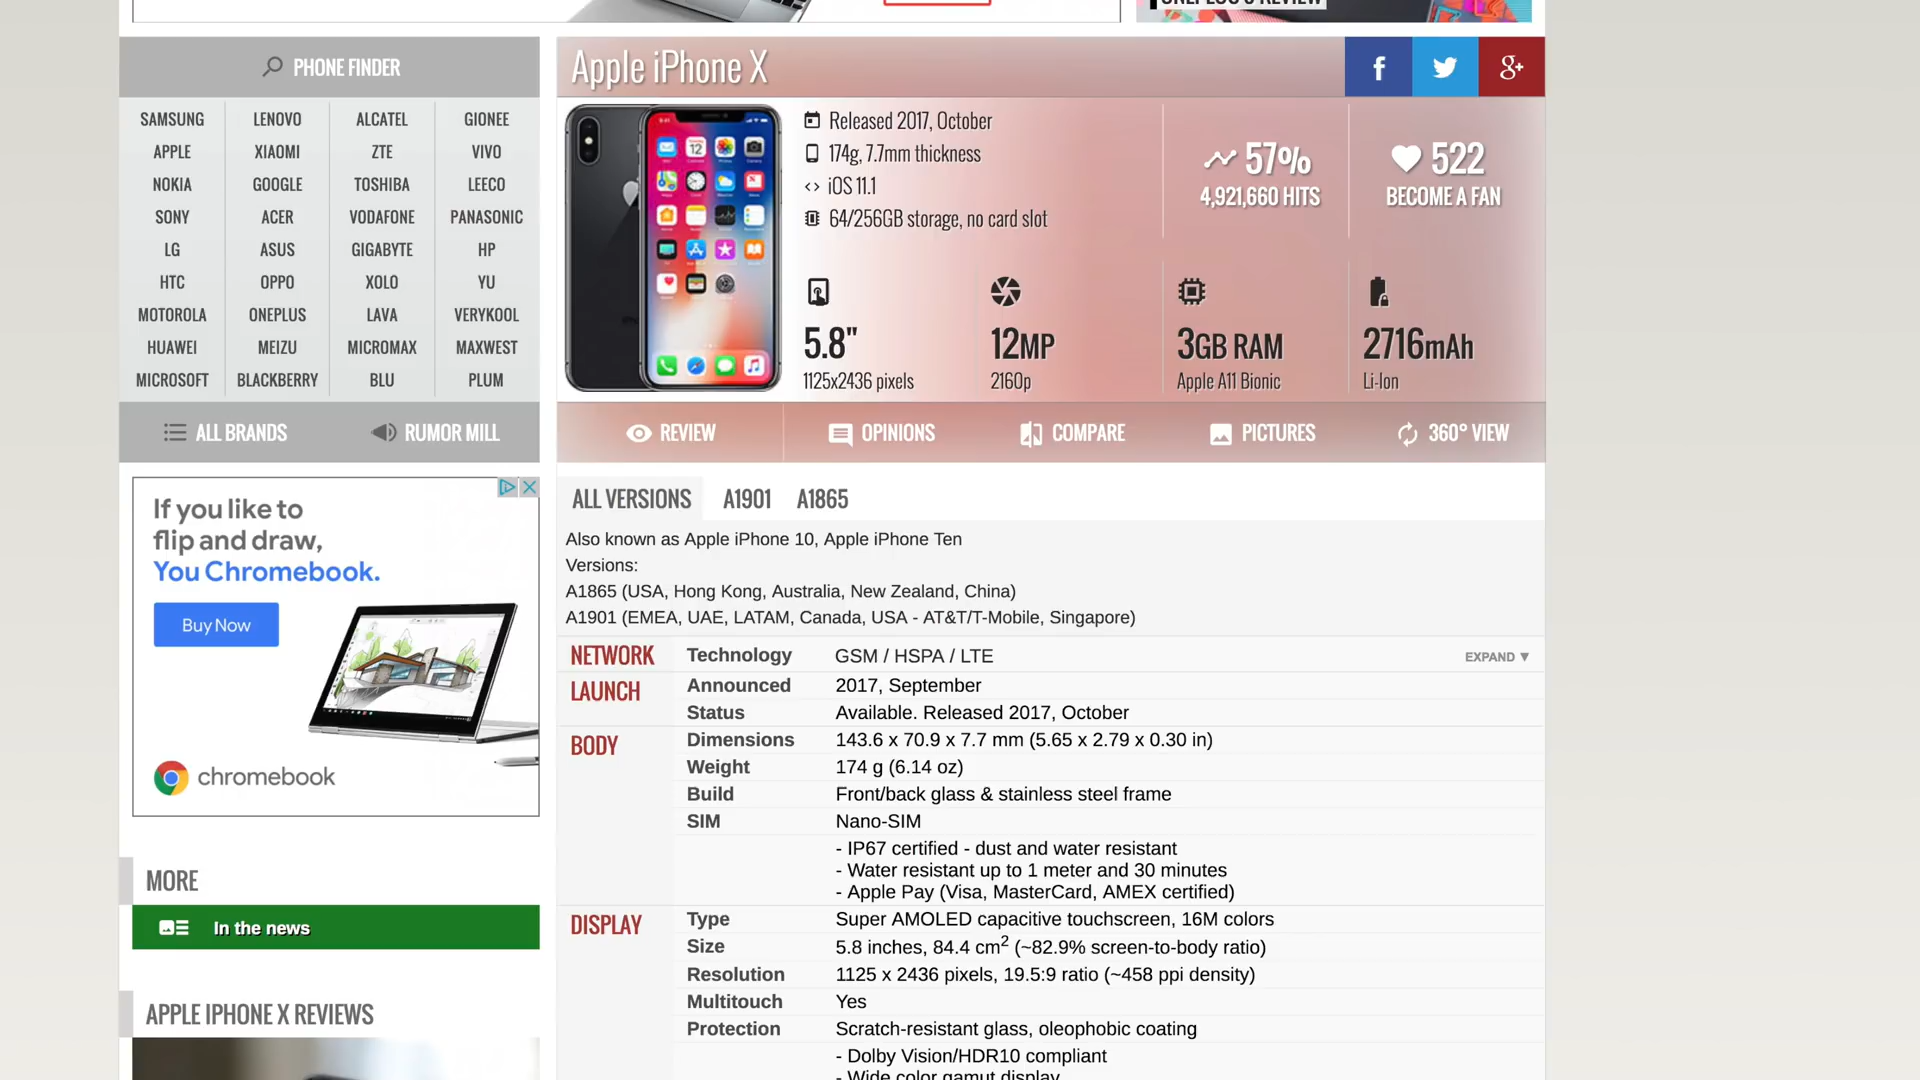 PHONE FINDER
SAMSUNG LENOVO ALCATEL GIONEE
APPLE XIAOMI ZTE VIVO
NOKIA GOOGLE TOSHIBA LEECO
SONY ACER VODAFONE PANASONIC
LG ASUS GIGABYTE HP
HTC OPPO XOLO YU
MOTOROLA ONEPLUS LAVA VERYKOOL
HUAWEI MEIZU MICROMAX MAXWEST
MICROSOFT BLACKBERRY BLU PLUM
ALL BRANDS RUMOR MILL
If you like to
flip and draw,
You Chromebook.
Buy Now
chromebook
MORE
In the news
APPLE IPHONE X REVIEWS
Apple iPhone X
f
g+
Released 2017, October
174g, 7.7mm thickness
iOS 11.1
64/256GB storage, no card slot
57%
4,921,660 HITS
522
BECOME A FAN
5.8"
1125x2436 pixels
12MP
2160p
3GB RAM
Apple A11 Bionic
2716mAh
Li-Ion
REVIEW OPINIONS COMPARE PICTURES 360° VIEW
ALL VERSIONS A1901 A1865
Also known as Apple iPhone 10, Apple iPhone Ten
Versions:
A1865 (USA, Hong Kong, Australia, New Zealand, China)
A1901 (EMEA, UAE, LATAM, Canada, USA - AT&T/T-Mobile, Singapore)
NETWORK Technology GSM / HSPA / LTE EXPAND ▼
LAUNCH Announced 2017, September
Status Available. Released 2017, October
BODY Dimensions 143.6 x 70.9 x 7.7 mm (5.65 x 2.79 x 0.30 in)
Weight 174 g (6.14 oz)
Build Front/back glass & stainless steel frame
SIM Nano-SIM
- IP67 certified - dust and water resistant
- Water resistant up to 1 meter and 30 minutes
- Apple Pay (Visa, MasterCard, AMEX certified)
DISPLAY Type Super AMOLED capacitive touchscreen, 16M colors
Size 5.8 inches, 84.4 cm2 (~82.9% screen-to-body ratio)
Resolution 1125 x 2436 pixels, 19.5:9 ratio (~458 ppi density)
Multitouch Yes
Protection Scratch-resistant glass, oleophobic coating
- Dolby Vision/HDR10 compliant
- Wide color gamut display